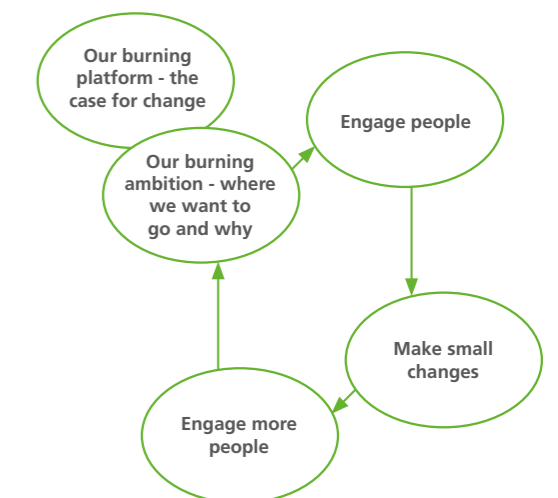 Our burning
platform - the
case for change
Our burning
ambition - where
we want to
go and why
Engage people
Make small
changes
Engage more
people